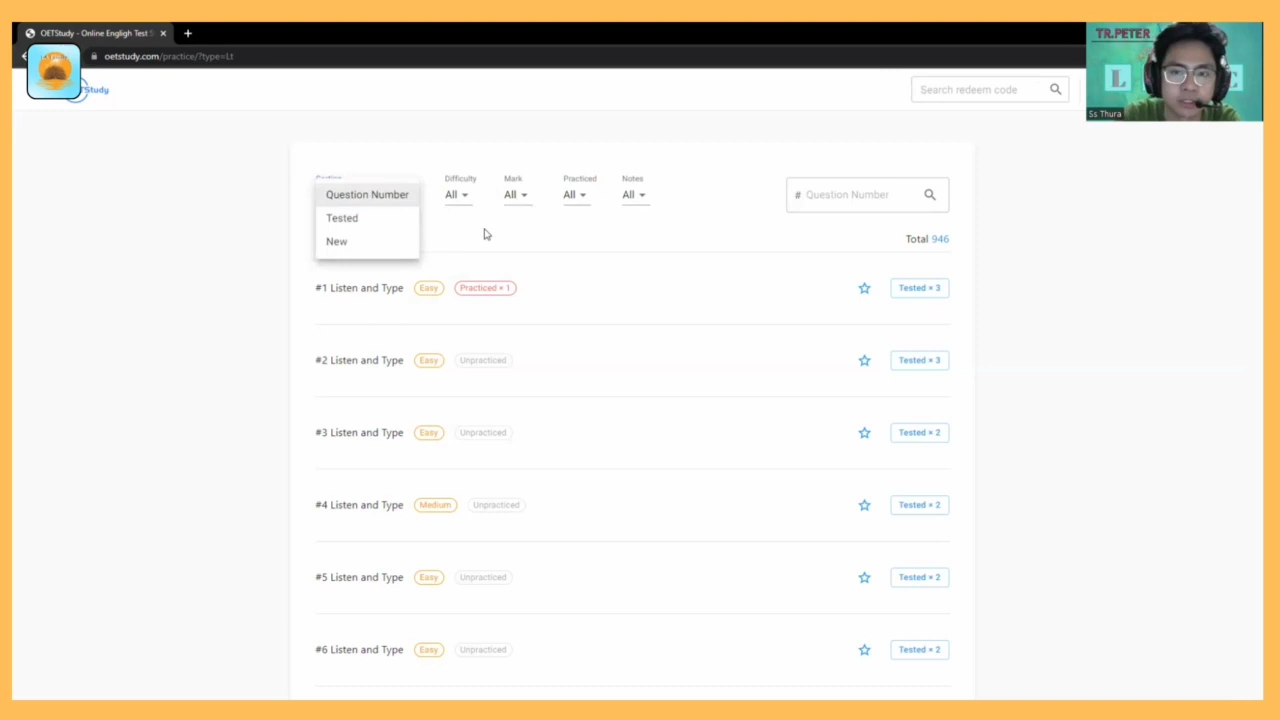 OETStudy - Online Engligh Test S
oetstudy.com/practice/?type=Lt
TR.PETER
L
C
Ss Thura
TStudy
Search redeem code
Question Number
Tested
New
Difficulty
All
Mark
All
Practiced
All
Notes
All
# Question Number
Total 946
#1 Listen and Type Easy Practiced × 1 Tested × 3
#2 Listen and Type Easy Unpracticed Tested × 3
#3 Listen and Type Easy Unpracticed Tested × 2
#4 Listen and Type Medium Unpracticed Tested × 2
#5 Listen and Type Easy Unpracticed Tested × 2
#6 Listen and Type Easy Unpracticed Tested × 2